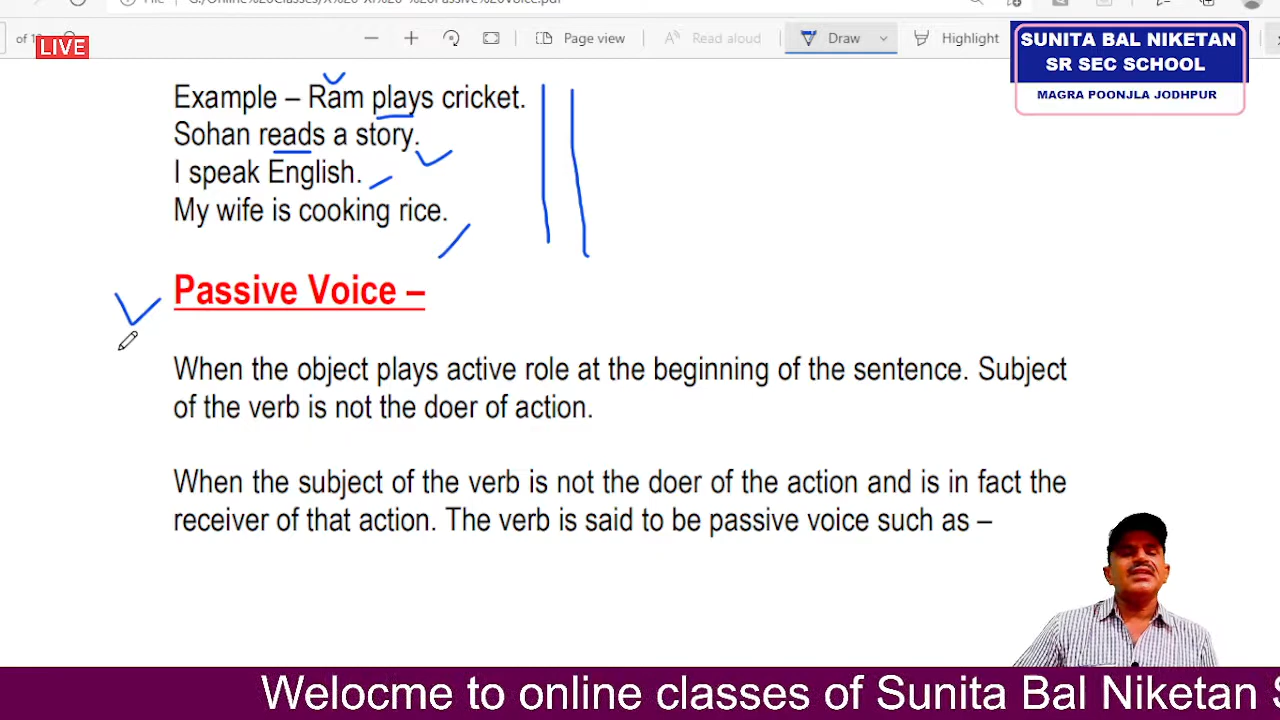 of 1
LIVE
Page view
Read aloud
Draw
Highlight
SUNITA BAL NIKETAN
SR SEC SCHOOL
MAGRA POONJLA JODHPUR
Example – Ram plays cricket.
Sohan reads a story.
I speak English.
My wife is cooking rice.
Passive Voice –
When the object plays active role at the beginning of the sentence. Subject
of the verb is not the doer of action.
When the subject of the verb is not the doer of the action and is in fact the
receiver of that action. The verb is said to be passive voice such as –
Welocme to online classes of Sunita Bal Niketan S